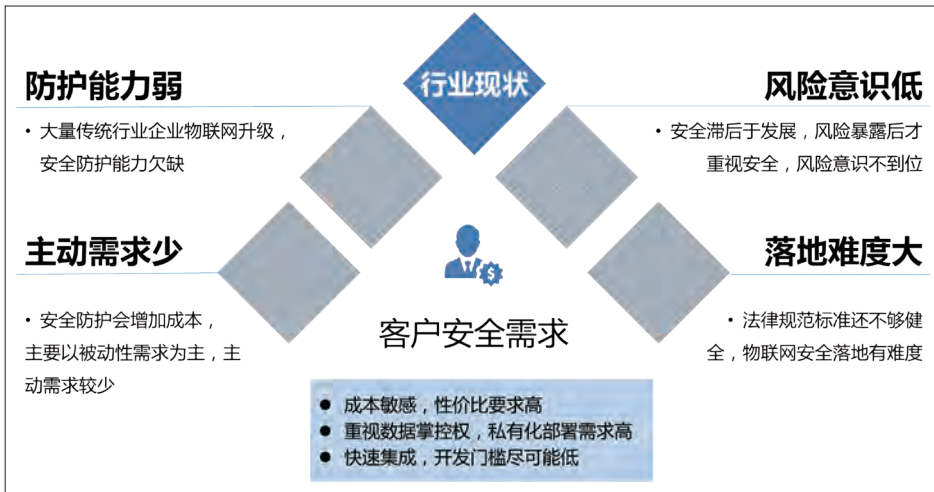 行业现状
防护能力弱
• 大量传统行业企业物联网升级，
安全防护能力欠缺
风险意识低
• 安全滞后于发展，风险暴露后才
重视安全，风险意识不到位
主动需求少
• 安全防护会增加成本，
主要以被动性需求为主，主
动需求较少
落地难度大
• 法律规范标准还不够健
全，物联网安全落地有难度
$
客户安全需求
● 成本敏感，性价比要求高
● 重视数据掌控权，私有化部署需求高
● 快速集成，开发门槛尽可能低